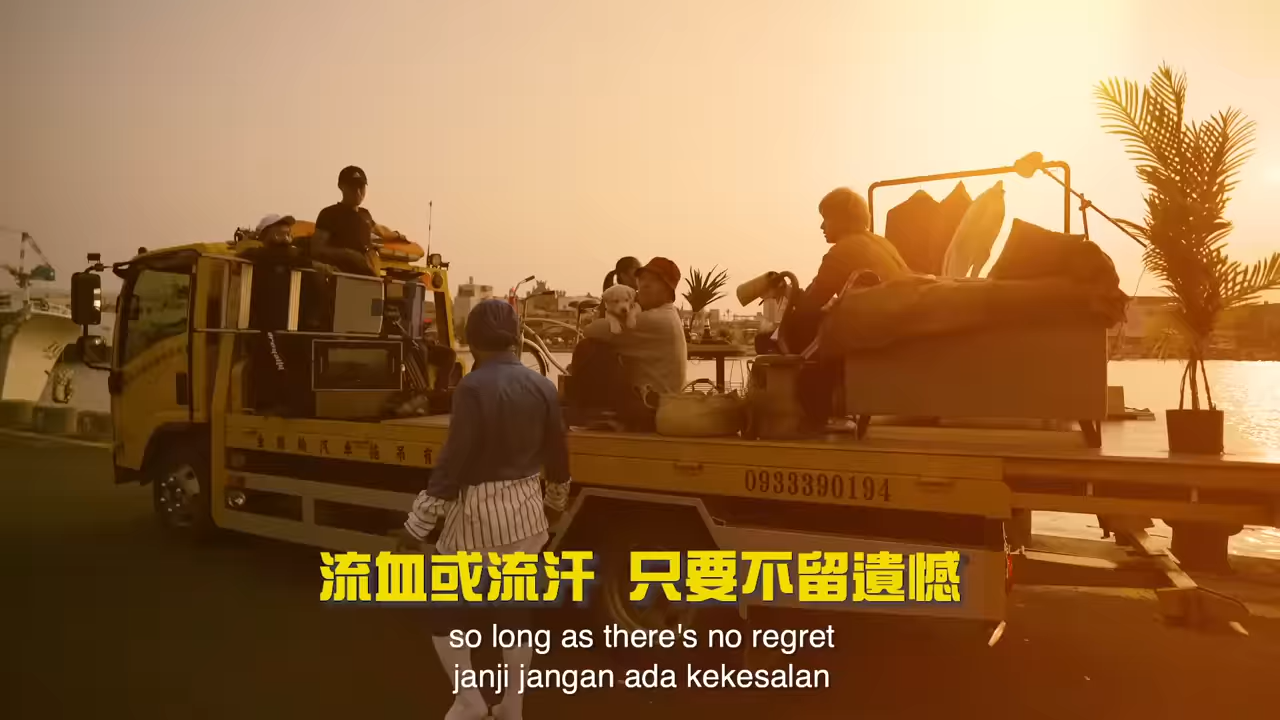 0933390194
流血或流汗 只要不留遺憾
so long as there's no regret
janji jangan ada kekesalan